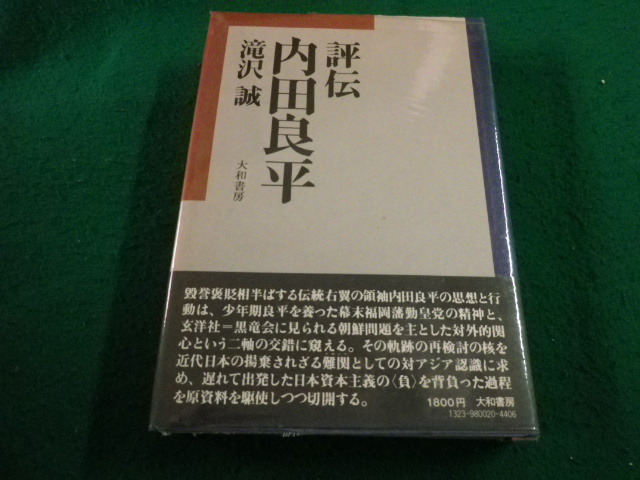 評伝
内田良平
滝沢 誠
大和書房
毀誉褒貶相半ばする伝統右翼の領袖内田良平の思想と行
動は、少年期良平を養った幕末福岡藩勤皇党の精神と、
玄洋社＝黒竜会に見られる朝鮮問題を主とした対外的関
心という二軸の交錯に窺える。その軌跡の再検討の核を
近代日本の揚棄されざる難関としての対アジア認識に求
め、遅れて出発した日本資本主義の〈負〉を背負った過程
を原資料を駆使しつつ切開する。
1800円 大和書房
1323-980020-4406